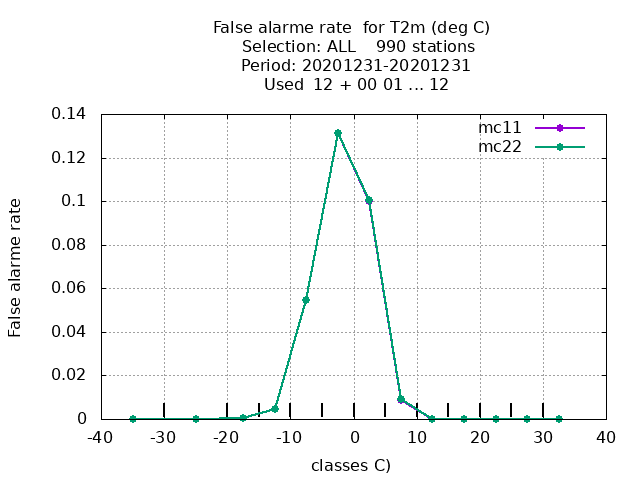 False alarme rate  for T2m (deg C)
Selection: ALL    990 stations
Period: 20201231-20201231
Used  12 + 00 01 ... 12
mc11
mc22
False alarme rate
0.14
0.12
0.1
0.08
0.06
0.04
0.02
0
-40 -30 -20 -10 0 10 20 30 40
classes C)